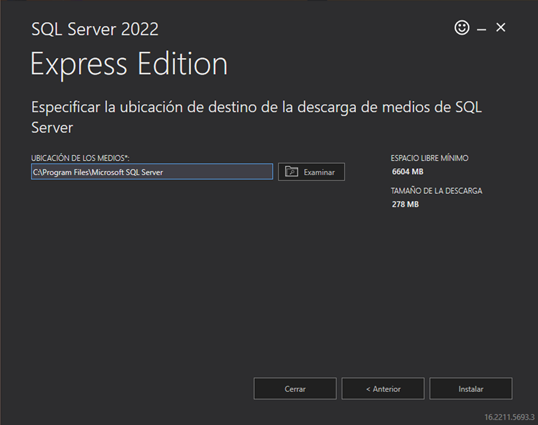 SQL Server 2022
Express Edition
Especificar la ubicación de destino de la descarga de medios de SQL
Server
UBICACIÓN DE LOS MEDIOS*:
C:\Program Files\Microsoft SQL Server
Examinar
ESPACIO LIBRE MÍNIMO
6604 MB
TAMAÑO DE LA DESCARGA
278 MB
Cerrar
< Anterior
Instalar
16.2211.5693.3